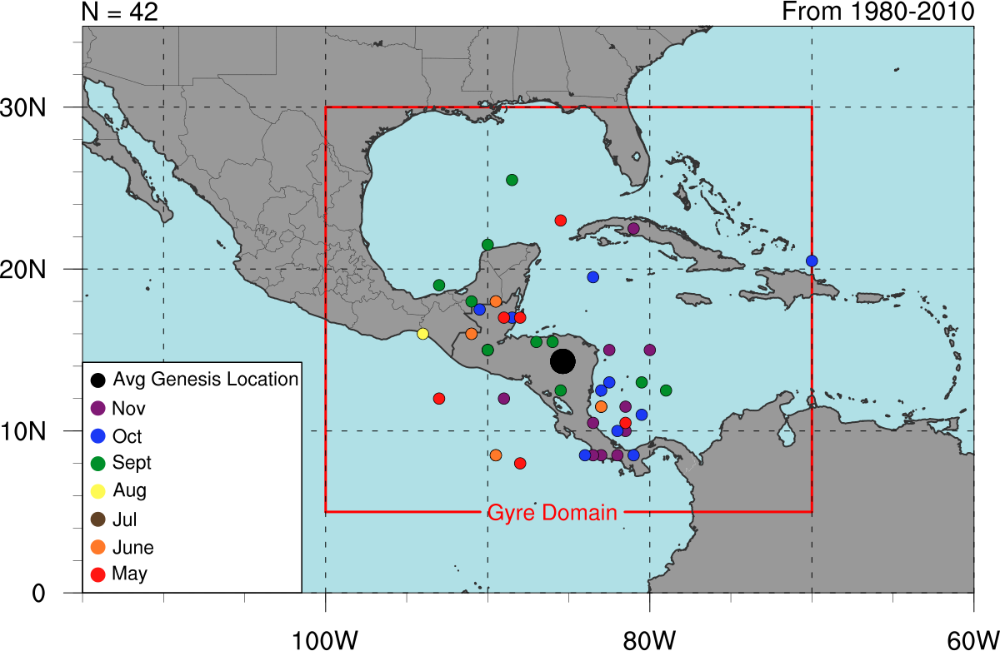 N = 42 From 1980-2010
30N
20N
10N
0
Avg Genesis Location
Nov
Oct
Sept
Aug
Jul
June
May
Gyre Domain
100W 80W 60W